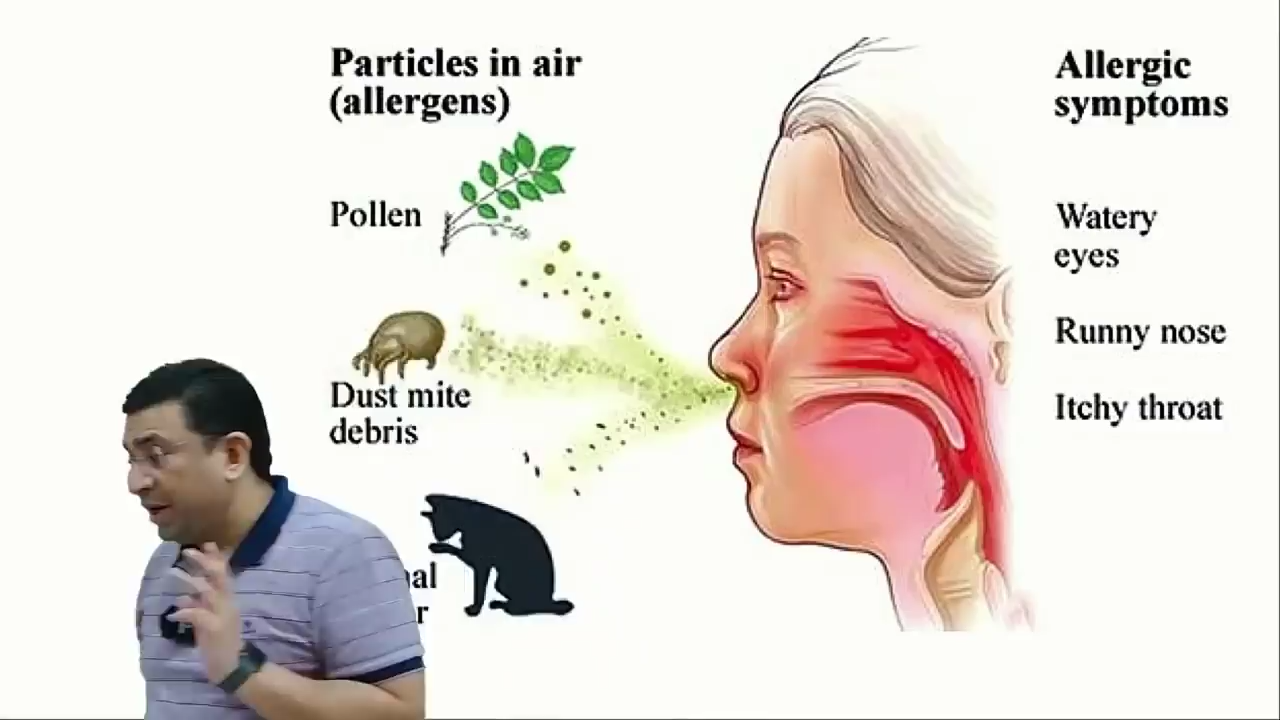 Particles in air
(allergens)
Pollen
Dust mite
debris
Allergic
symptoms
Watery
eyes
Runny nose
Itchy throat